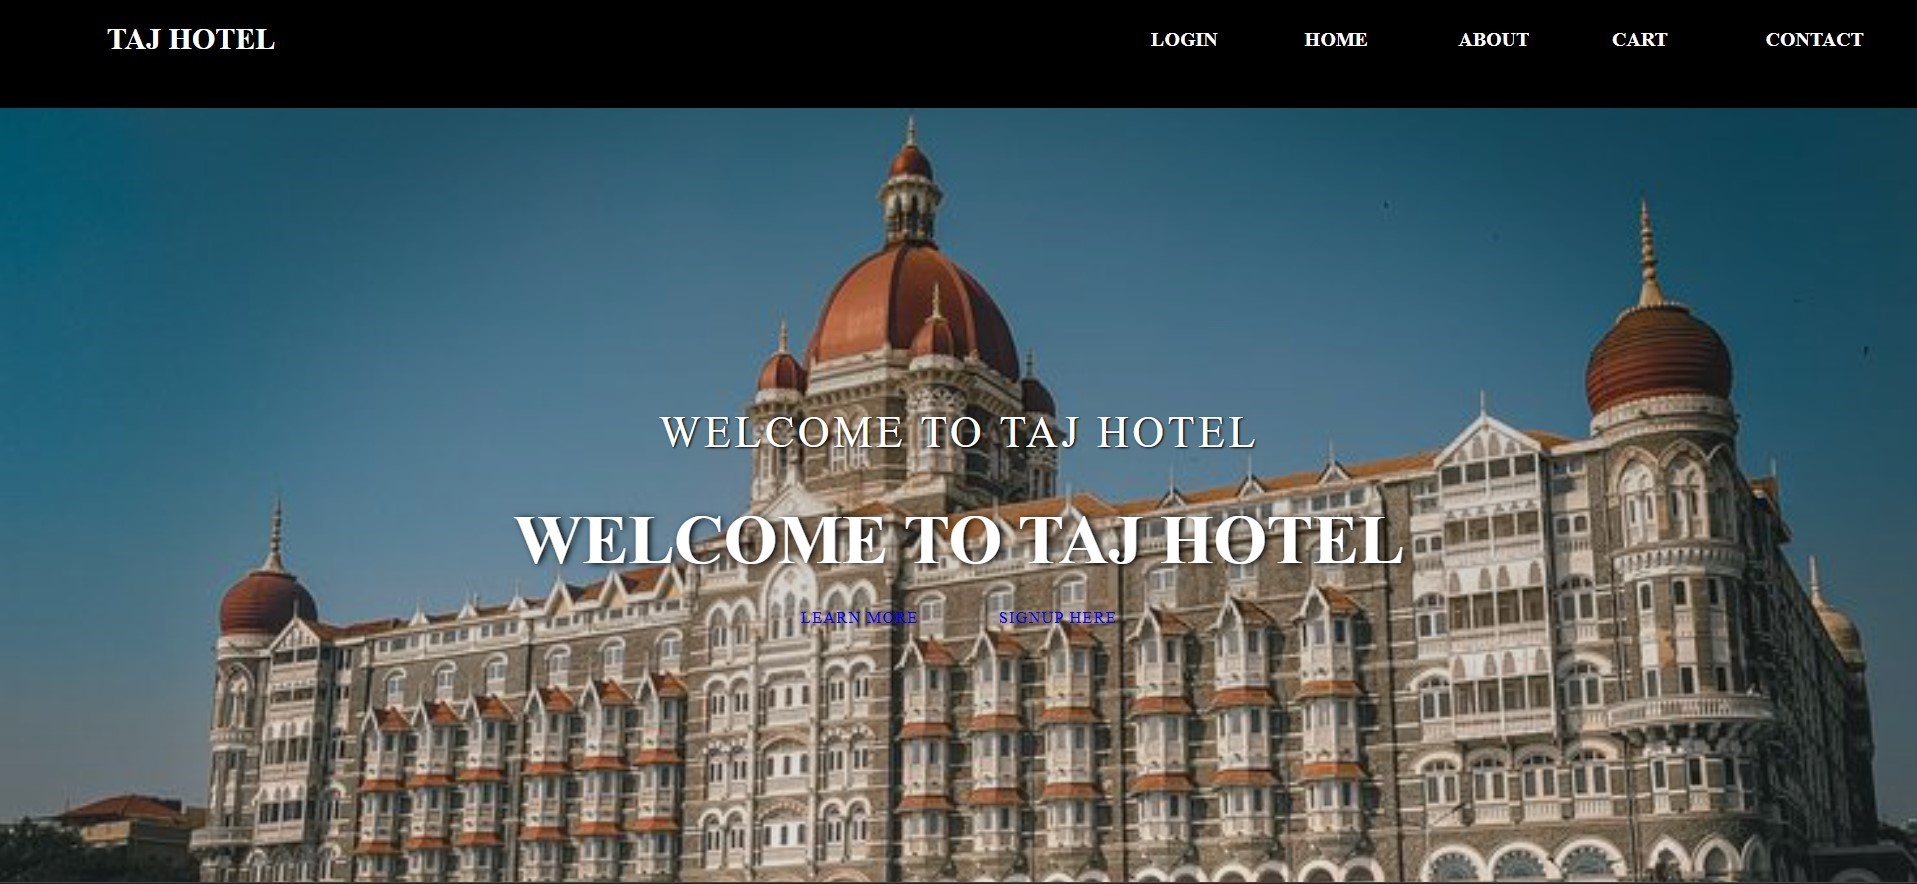 TAJ HOTEL
LOGIN HOME ABOUT CART CONTACT
WELCOME TO TAJ HOTEL
WELCOME TO TAJ HOTEL
LEARN MORE SIGNUP HERE